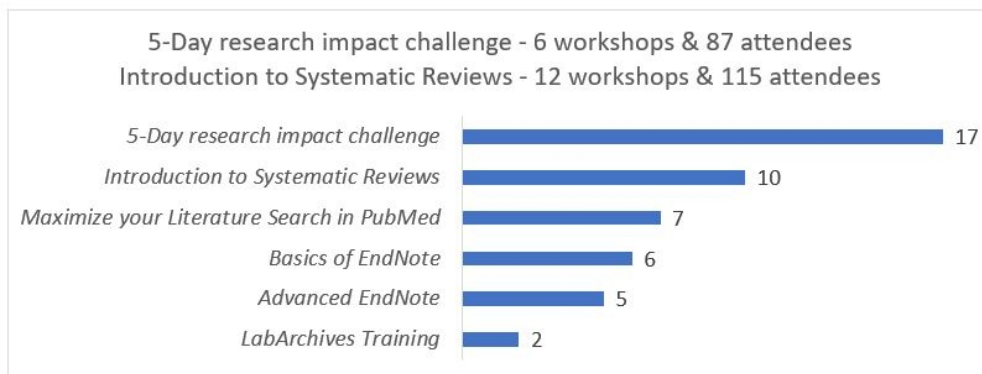 5-Day research impact challenge - 6 workshops & 87 attendees
Introduction to Systematic Reviews - 12 workshops & 115 attendees
5-Day research impact challenge 17
Introduction to Systematic Reviews 10
Maximize your Literature Search in PubMed 7
Basics of EndNote 6
Advanced EndNote 5
LabArchives Training 2